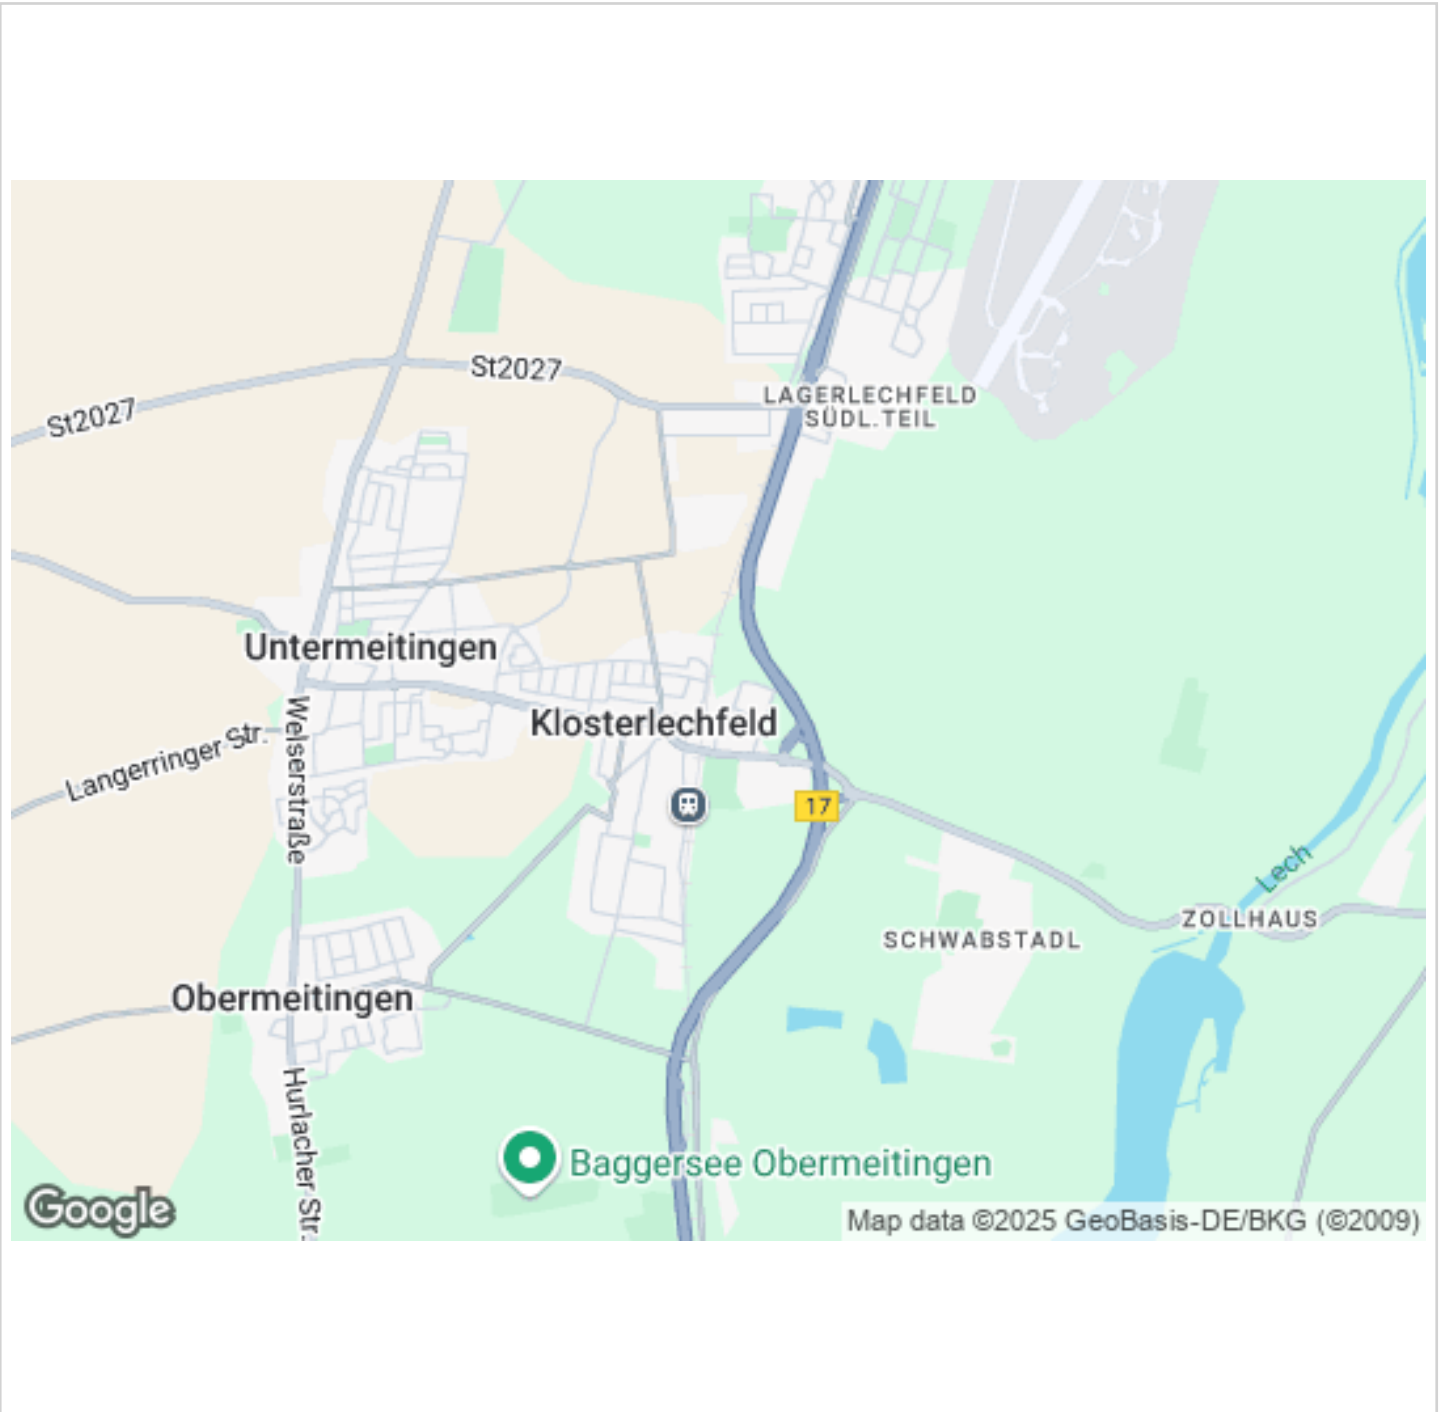 St2027
St2027
LAGERLECHFELD
SÜDL.TEIL
Untermeitingen
Klosterlechfeld
Langerringer Str.
Welserstraße
17
Lech
ZOLLHAUS
SCHWABSTADL
Obermeitingen
Hurlacher Str.
Baggersee Obermeitingen
Google
Map data ©2025 GeoBasis-DE/BKG (©2009)